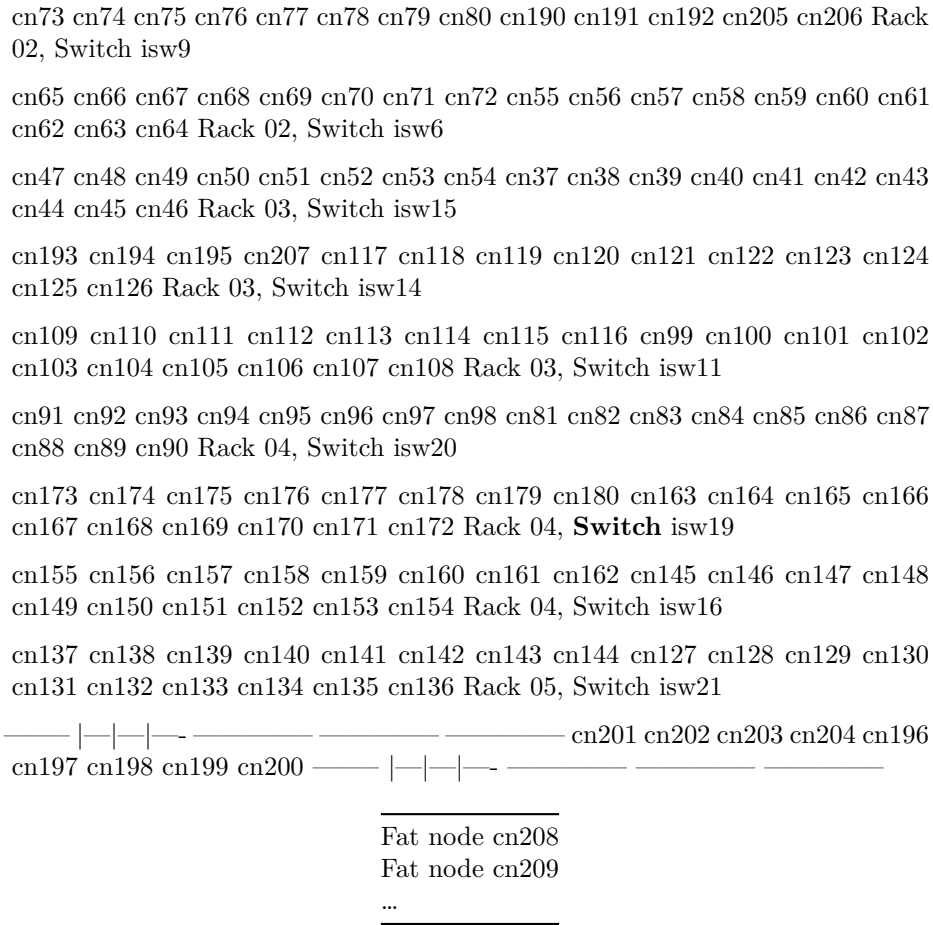 cn73 cn74 cn75 cn76 cn77 cn78 cn79 cn80 cn190 cn191 cn192 cn205 cn206 Rack
02, Switch isw9
cn65 cn66 cn67 cn68 cn69 cn70 cn71 cn72 cn55 cn56 cn57 cn58 cn59 cn60 cn61
cn62 cn63 cn64 Rack 02, Switch isw6
cn47 cn48 cn49 cn50 cn51 cn52 cn53 cn54 cn37 cn38 cn39 cn40 cn41 cn42 cn43
cn44 cn45 cn46 Rack 03, Switch isw15
cn193 cn194 cn195 cn207 cn117 cn118 cn119 cn120 cn121 cn122 cn123 cn124
cn125 cn126 Rack 03, Switch isw14
cn109 cn110 cn111 cn112 cn113 cn114 cn115 cn116 cn99 cn100 cn101 cn102
cn103 cn104 cn105 cn106 cn107 cn108 Rack 03, Switch isw11
cn91 cn92 cn93 cn94 cn95 cn96 cn97 cn98 cn81 cn82 cn83 cn84 cn85 cn86 cn87
cn88 cn89 cn90 Rack 04, Switch isw20
cn173 cn174 cn175 cn176 cn177 cn178 cn179 cn180 cn163 cn164 cn165 cn166
cn167 cn168 cn169 cn170 cn171 cn172 Rack 04, Switch isw19
cn155 cn156 cn157 cn158 cn159 cn160 cn161 cn162 cn145 cn146 cn147 cn148
cn149 cn150 cn151 cn152 cn153 cn154 Rack 04, Switch isw16
cn137 cn138 cn139 cn140 cn141 cn142 cn143 cn144 cn127 cn128 cn129 cn130
cn131 cn132 cn133 cn134 cn135 cn136 Rack 05, Switch isw21
——— |—|—|—- ————— ————— ————— cn201 cn202 cn203 cn204 cn196
cn197 cn198 cn199 cn200 ——— |—|—|—- ————— ————— —————
Fat node cn208
Fat node cn209
...